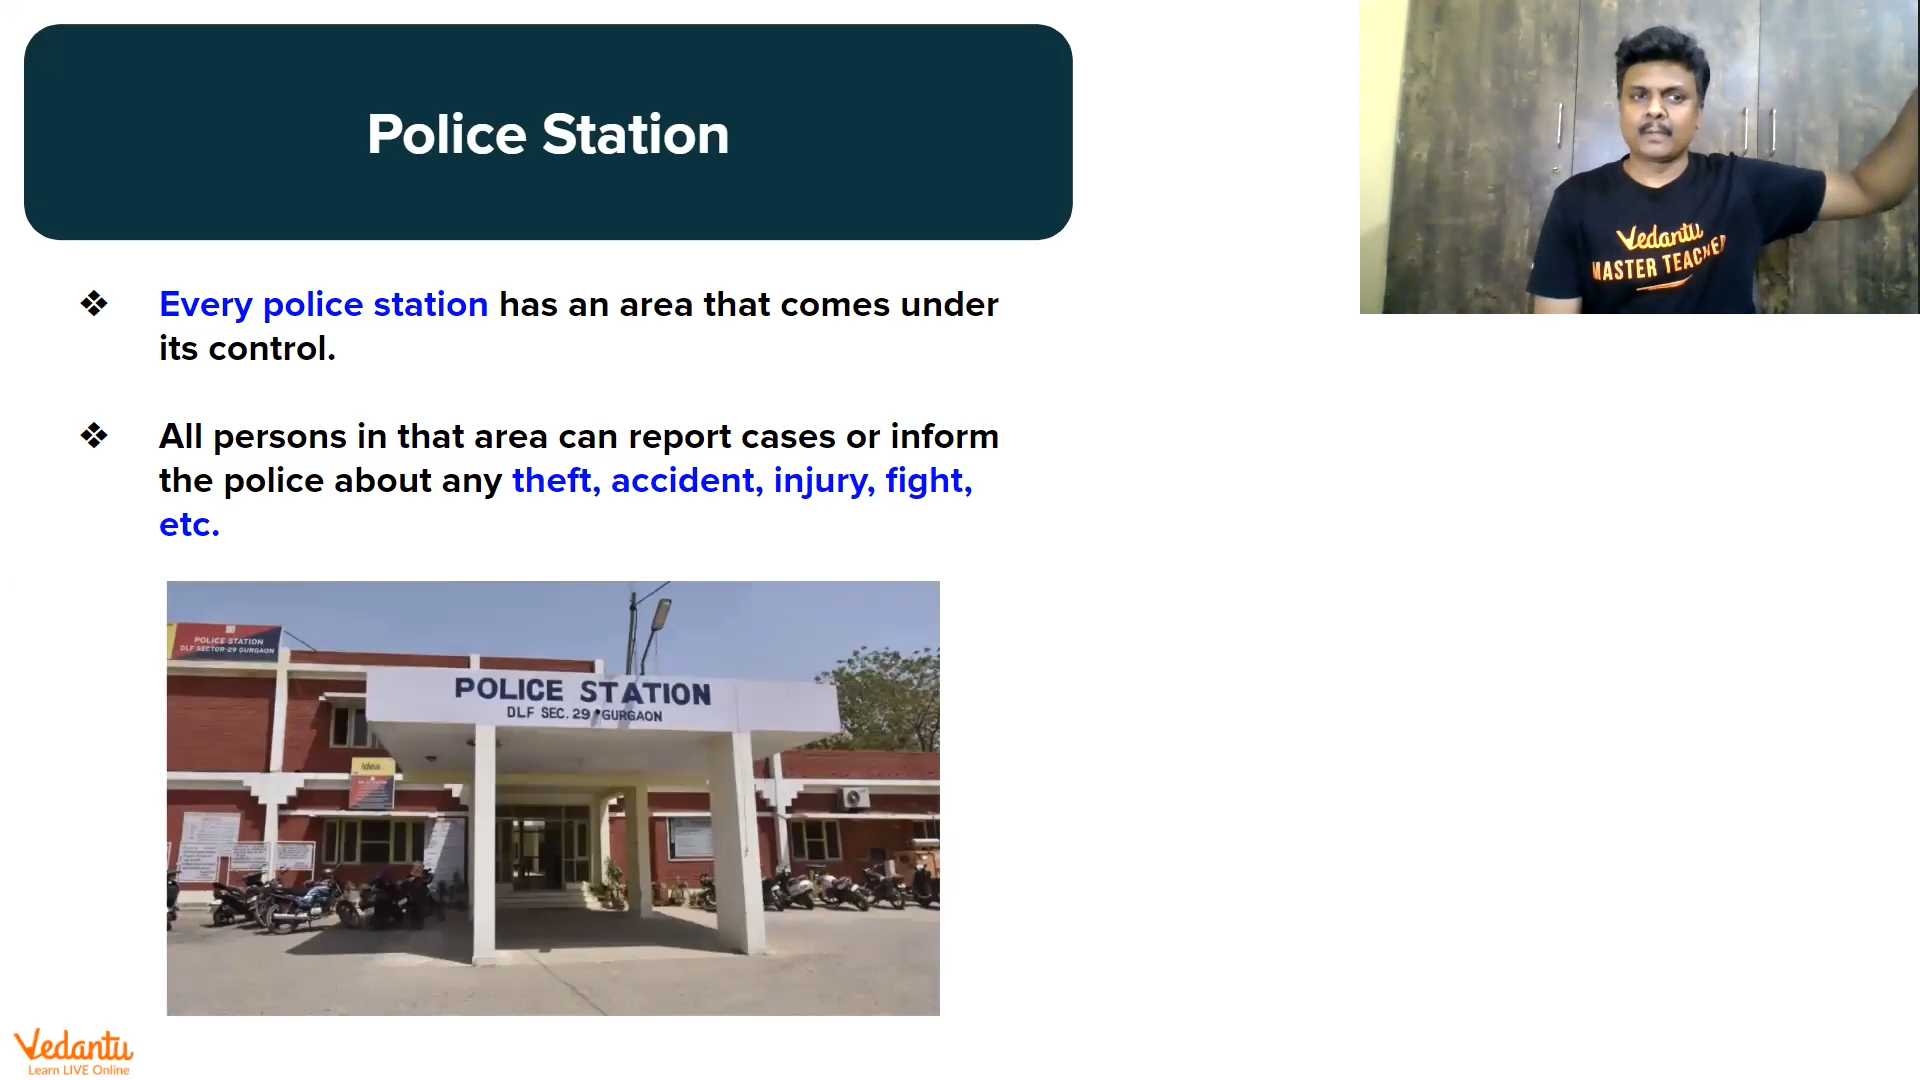 Police Station
❖ Every police station has an area that comes under
its control.
❖ All persons in that area can report cases or inform
the police about any theft, accident, injury, fight,
etc.
POLICE STATION
DLF SECTOR-29 GURGAON
POLICE STATION
DLF SEC. 29 GURGAON
!dea
Vedantu
MASTER TEACHER
Vedantu
Learn LIVE Online